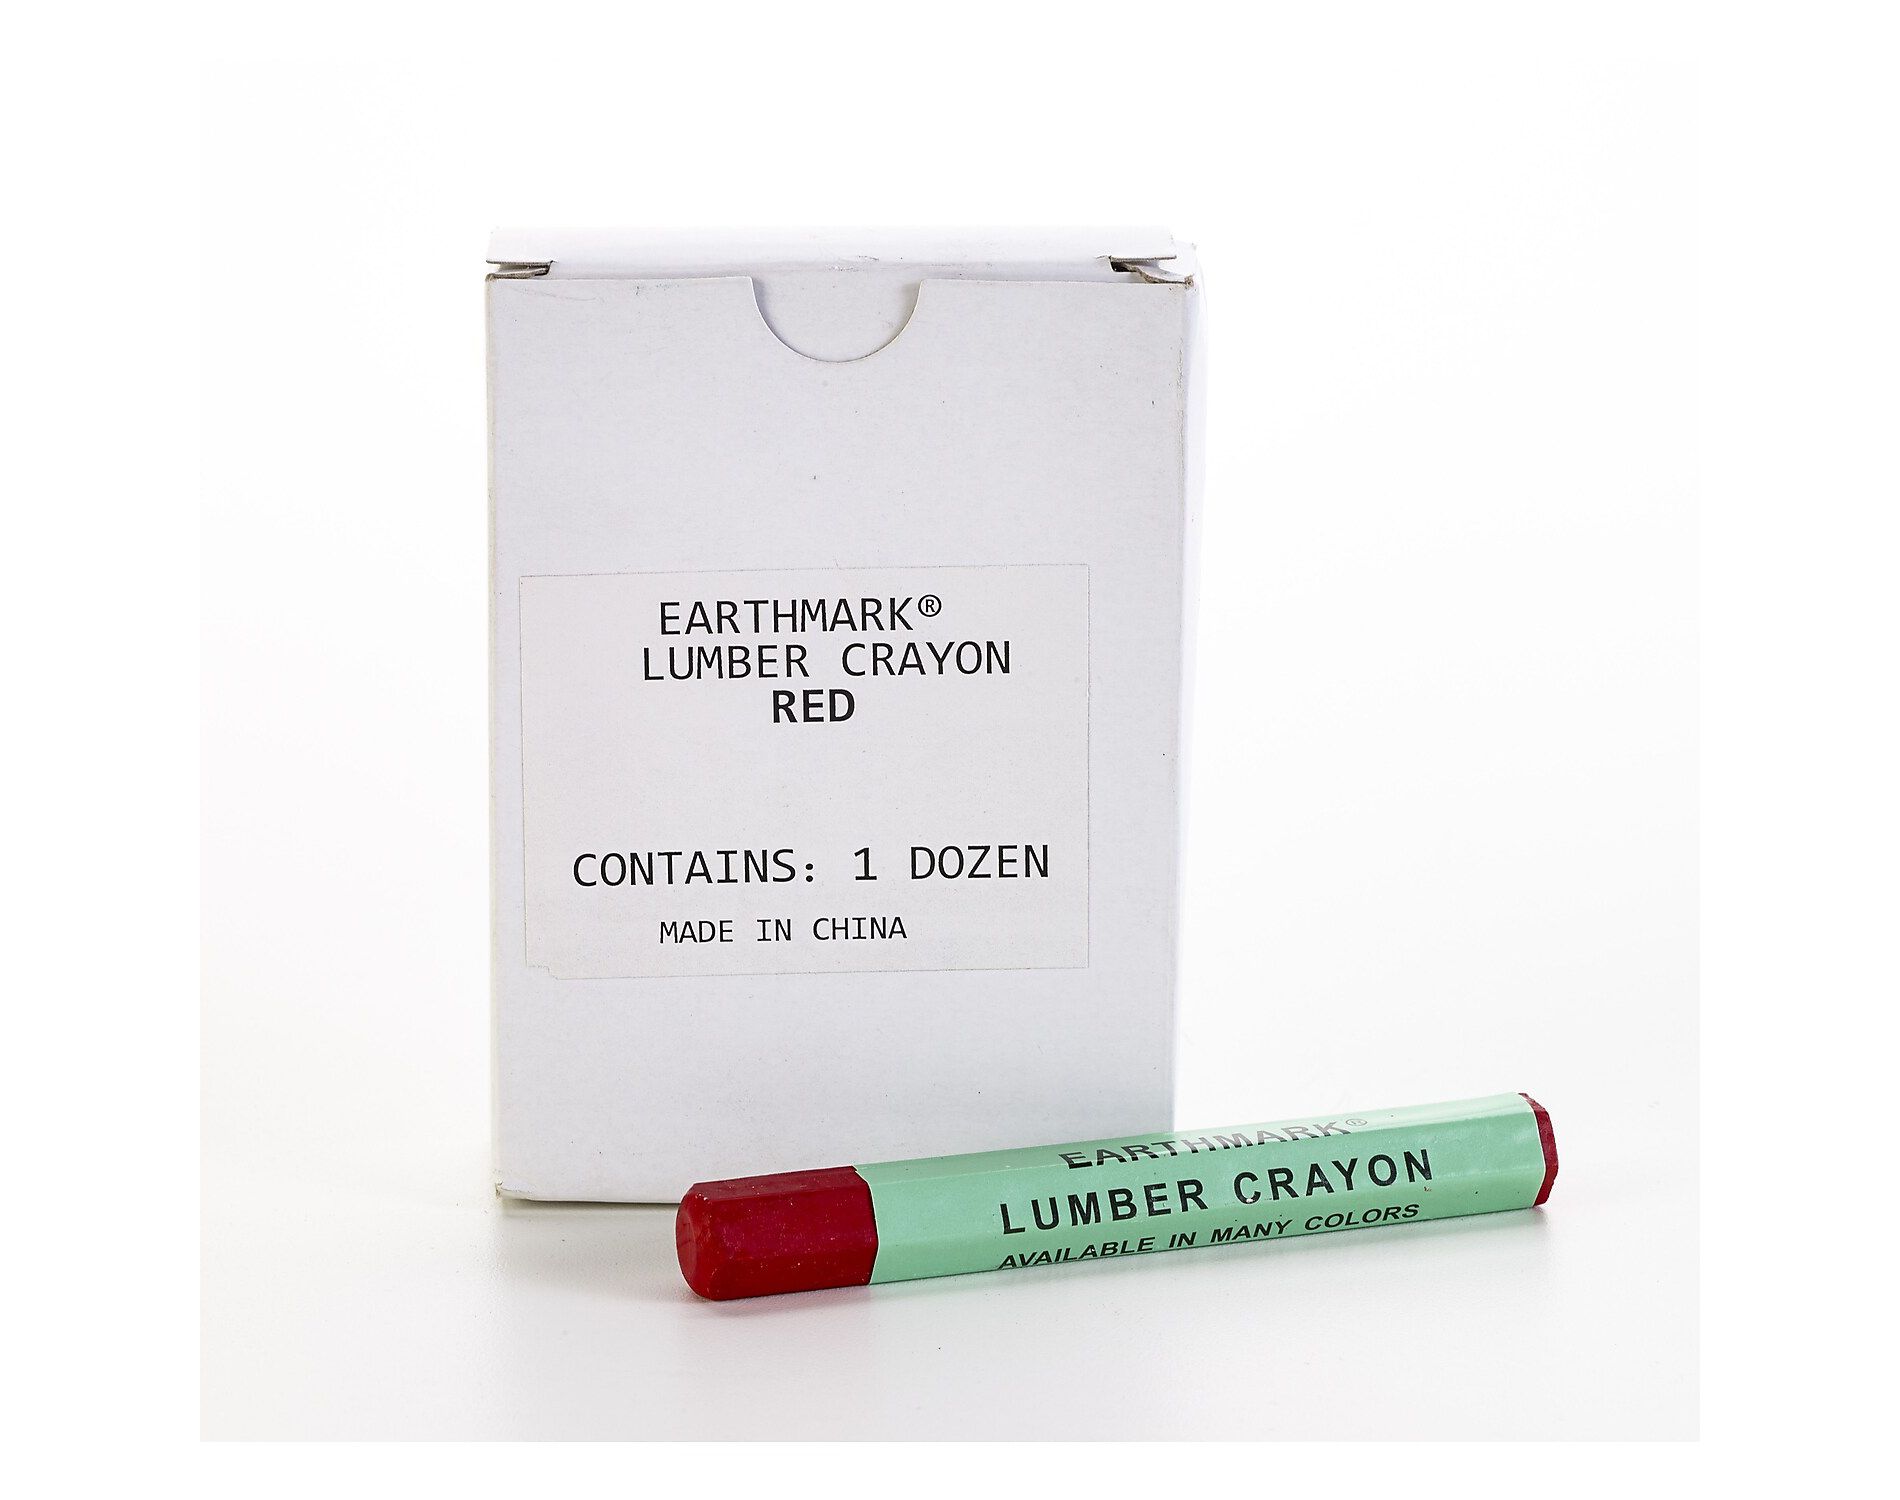 EARTHMARK®
LUMBER CRAYON
RED
CONTAINS: 1 DOZEN
MADE IN CHINA
EARTHMARK®
LUMBER CRAYON
AVAILABLE IN MANY COLORS